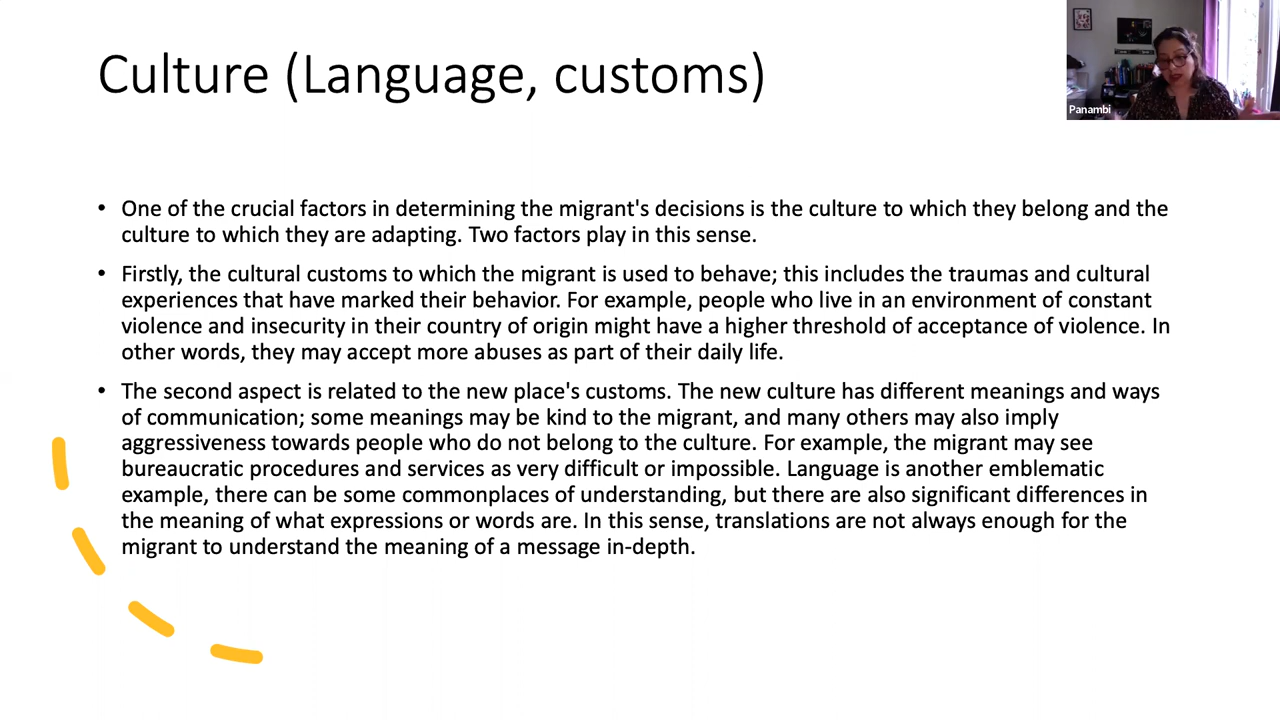 Culture (Language, customs)
Panambi
• One of the crucial factors in determining the migrant's decisions is the culture to which they belong and the
culture to which they are adapting. Two factors play in this sense.
• Firstly, the cultural customs to which the migrant is used to behave; this includes the traumas and cultural
experiences that have marked their behavior. For example, people who live in an environment of constant
violence and insecurity in their country of origin might have a higher threshold of acceptance of violence. In
other words, they may accept more abuses as part of their daily life.
• The second aspect is related to the new place's customs. The new culture has different meanings and ways
of communication; some meanings may be kind to the migrant, and many others may also imply
aggressiveness towards people who do not belong to the culture. For example, the migrant may see
bureaucratic procedures and services as very difficult or impossible. Language is another emblematic
example, there can be some commonplaces of understanding, but there are also significant differences in
the meaning of what expressions or words are. In this sense, translations are not always enough for the
migrant to understand the meaning of a message in-depth.